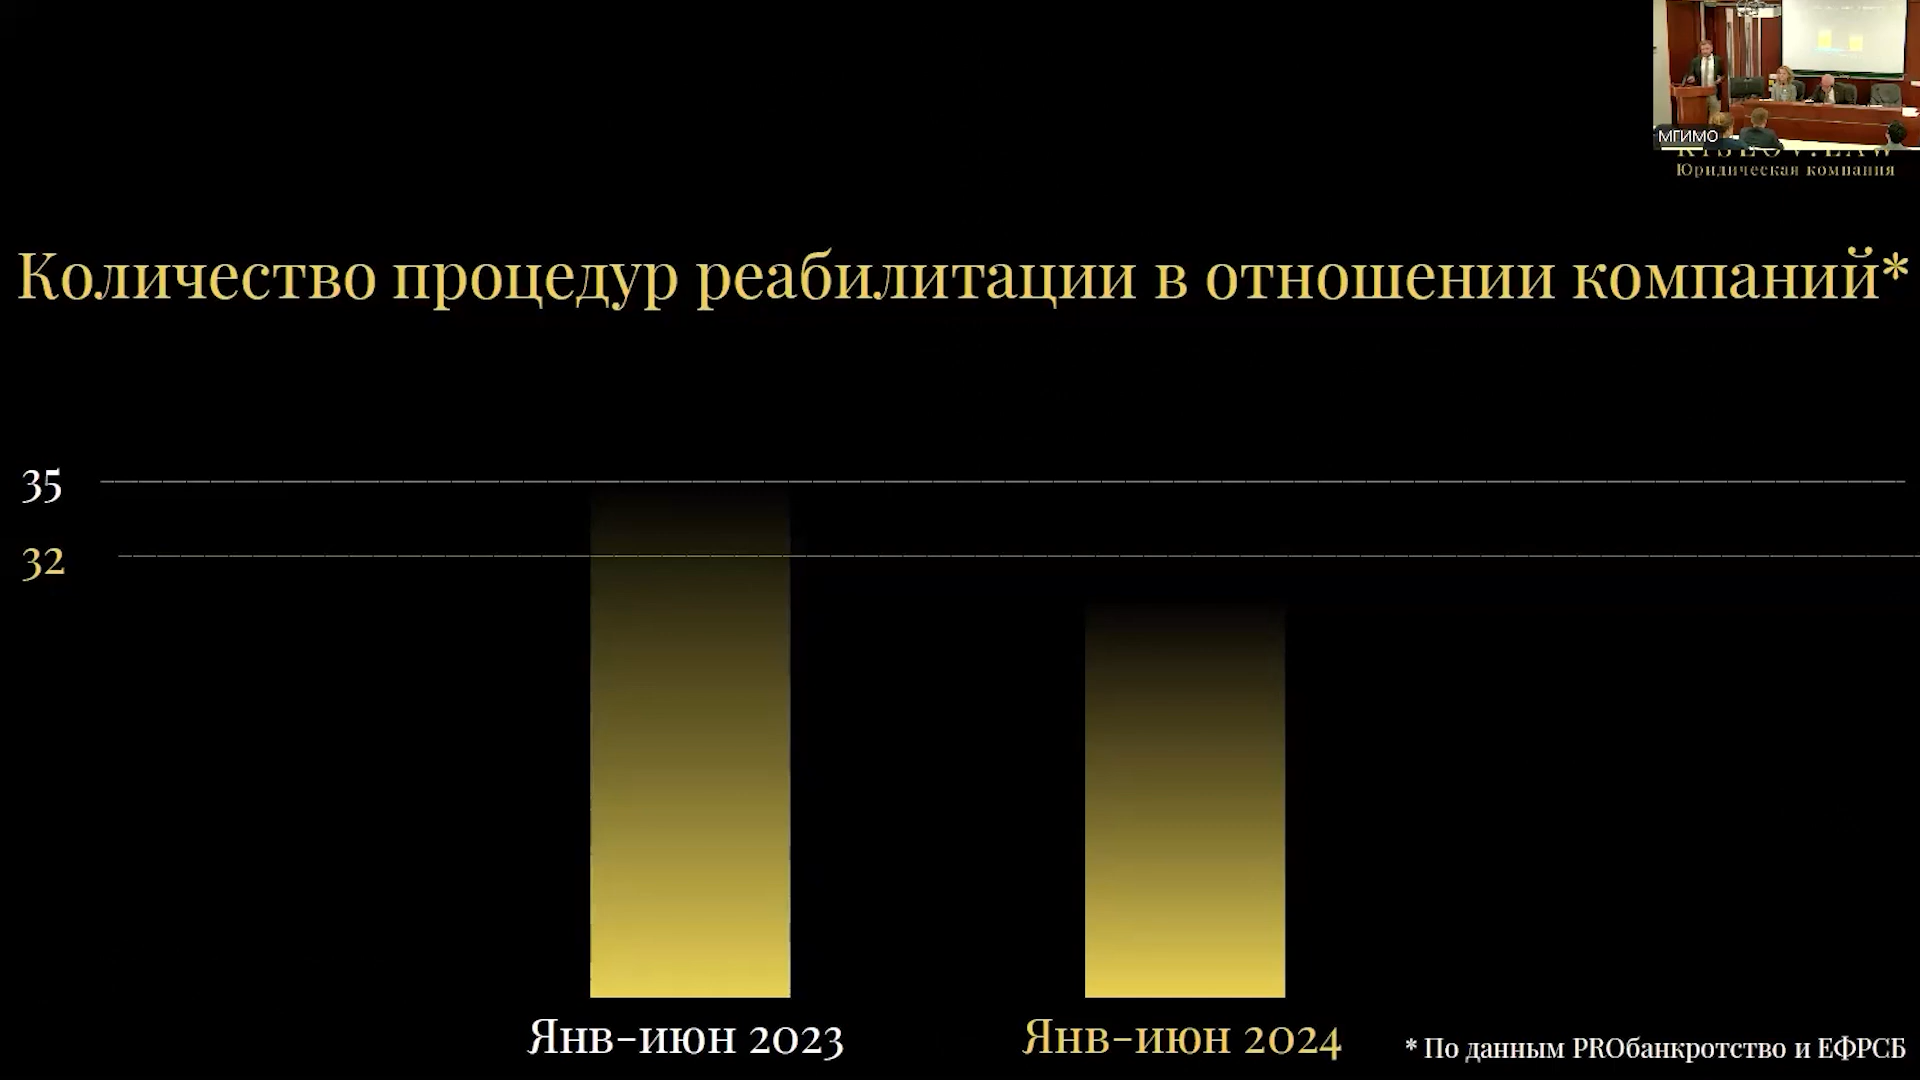 МГИМО
Юридическая компания
Количество процедур реабилитации в отношении компаний*
35
32
Янв-июн 2023
Янв-июн 2024
* По данным PROбанкротство и ЕФРСБ